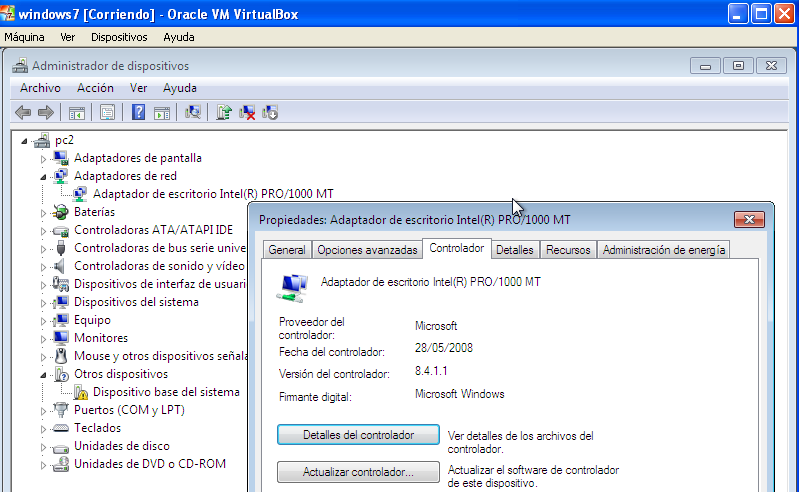 windows7 [Corriendo] - Oracle VM VirtualBox
Máquina Ver Dispositivos Ayuda
Administrador de dispositivos
Archivo Acción Ver Ayuda
pc2
Adaptadores de pantalla
Adaptadores de red
Adaptador de escritorio Intel(R) PRO/1000 MT
Baterías
Controladoras ATA/ATAPI IDE
Controladoras de bus serie unive
Controladoras de sonido y vídeo
Dispositivos de interfaz de usuari
Dispositivos del sistema
Equipo
Monitores
Mouse y otros dispositivos señala
Otros dispositivos
Dispositivo base del sistema
Puertos (COM y LPT)
Teclados
Unidades de disco
Unidades de DVD o CD-ROM
Propiedades: Adaptador de escritorio Intel(R) PRO/1000 MT
General Opciones avanzadas Controlador Detalles Recursos Administración de energía
Adaptador de escritorio Intel(R) PRO/1000 MT
Proveedor del controlador: Microsoft
Fecha del controlador: 28/05/2008
Versión del controlador: 8.4.1.1
Firmante digital: Microsoft Windows
Detalles del controlador
Ver detalles de los archivos del
controlador.
Actualizar controlador...
Actualizar el software de controlador
de este dispositivo.